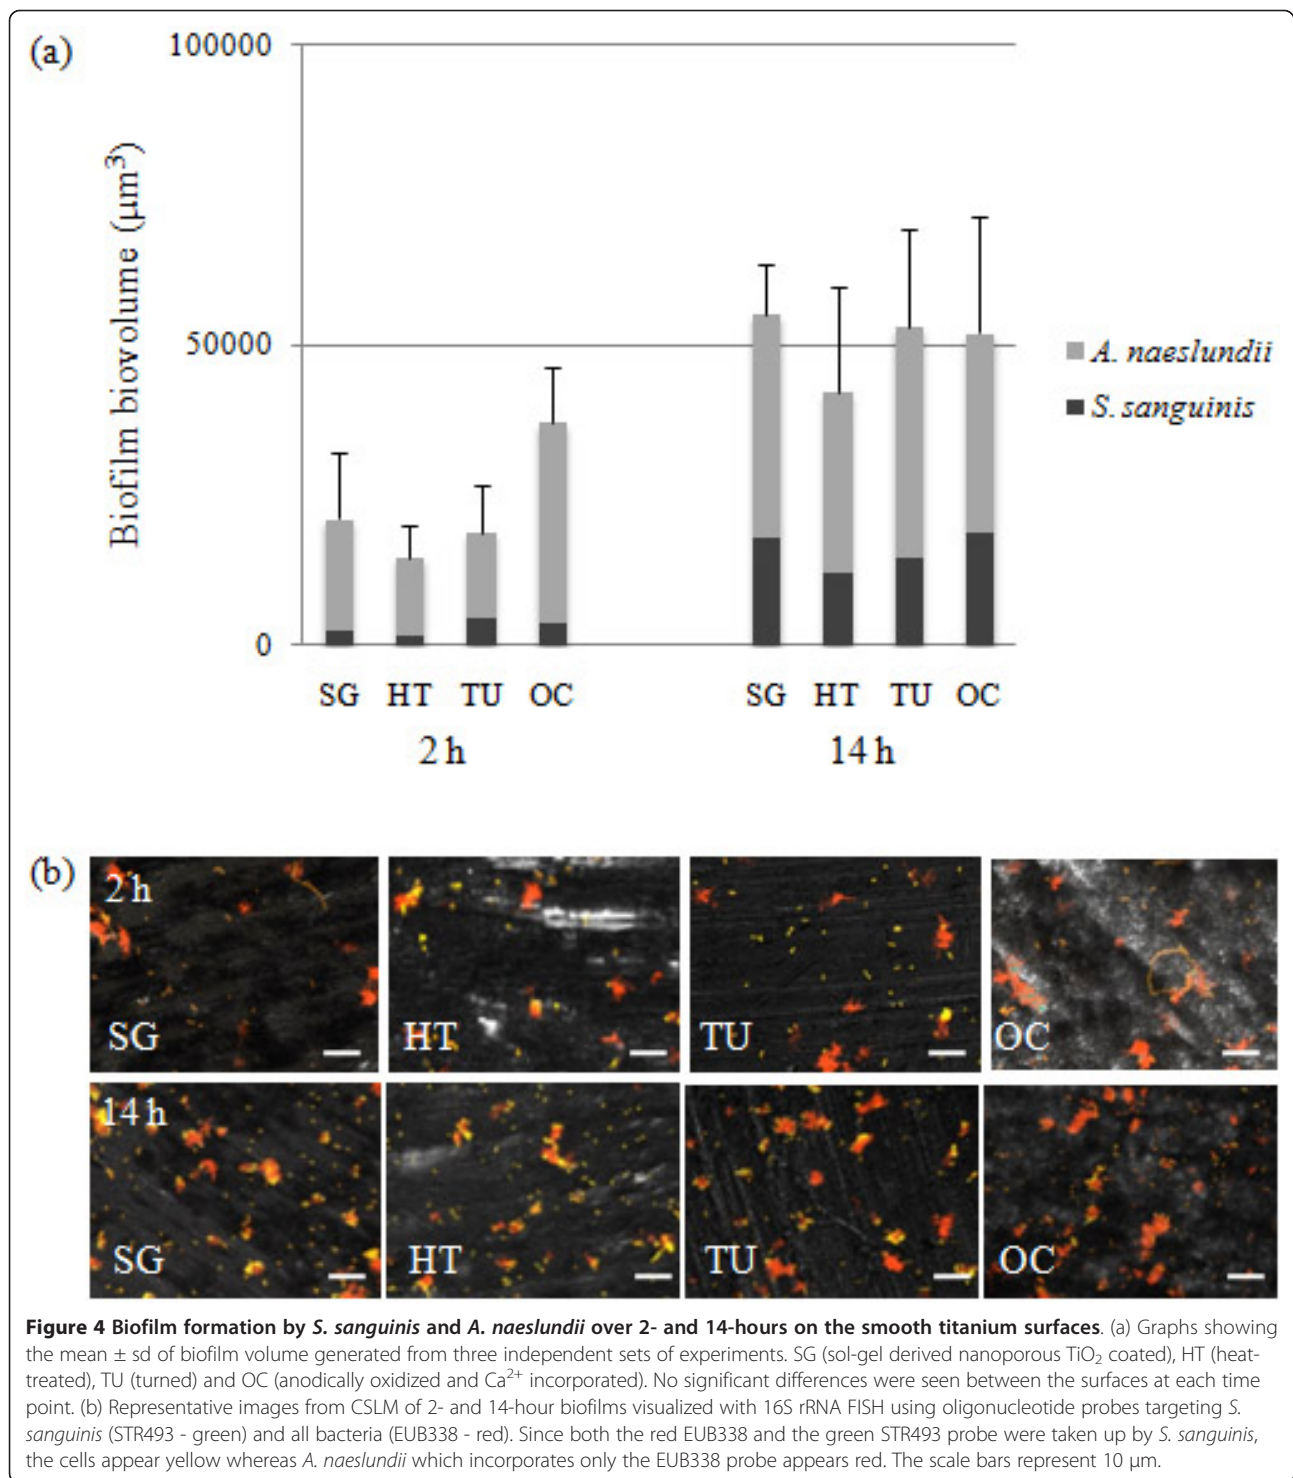 (a)
100000
50000
0
Biofilm biovolume (μm³)
A. naeslundii
S. sanguinis
SG HT TU OC SG HT TU OC
2 h 14 h
(b)
2 h
SG HT TU OC
14 h
SG HT TU OC
Figure 4 Biofilm formation by S. sanguinis and A. naeslundii over 2- and 14-hours on the smooth titanium surfaces. (a) Graphs showing
the mean ± sd of biofilm volume generated from three independent sets of experiments. SG (sol-gel derived nanoporous TiO₂ coated), HT (heat-
treated), TU (turned) and OC (anodically oxidized and Ca²⁺ incorporated). No significant differences were seen between the surfaces at each time
point. (b) Representative images from CSLM of 2- and 14-hour biofilms visualized with 16S rRNA FISH using oligonucleotide probes targeting S.
sanguinis (STR493 - green) and all bacteria (EUB338 - red). Since both the red EUB338 and the green STR493 probe were taken up by S. sanguinis,
the cells appear yellow whereas A. naeslundii which incorporates only the EUB338 probe appears red. The scale bars represent 10 μm.